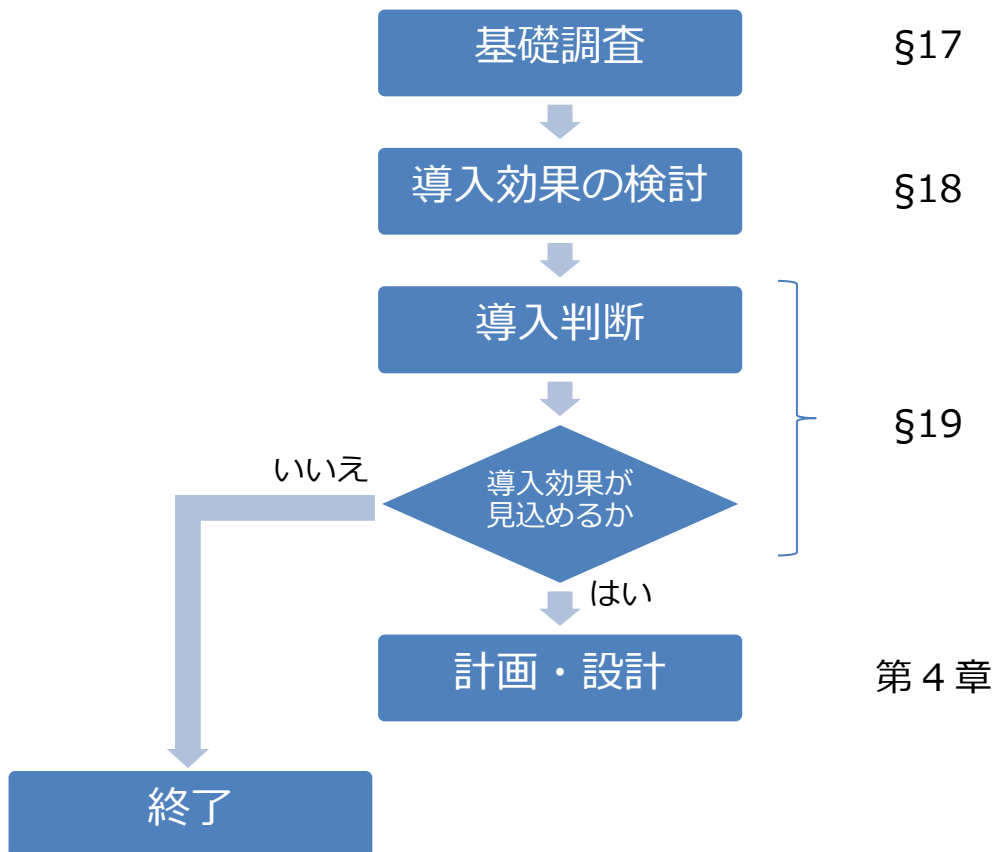 基礎調査
§17
導入効果の検討
§18
導入判断
§19
いいえ
導入効果が
見込めるか
はい
計画・設計
第４章
終了